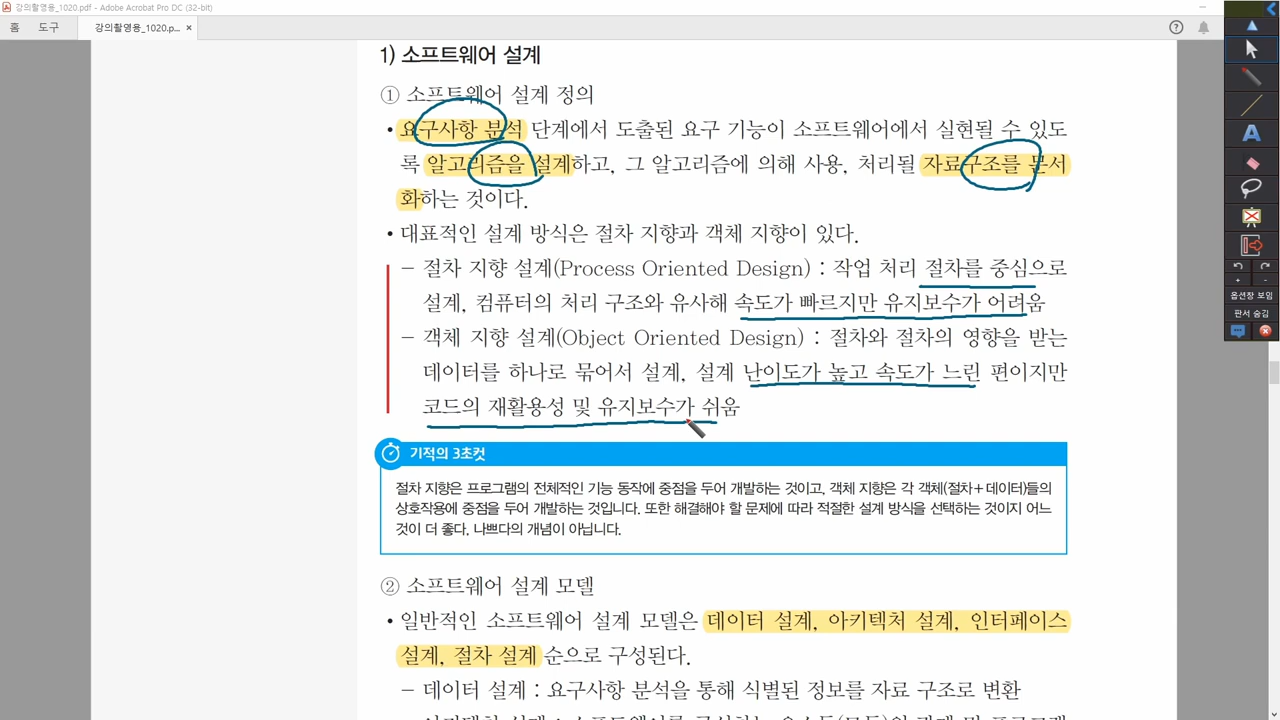 강의촬영용_1020.pdf - Adobe Acrobat Pro DC (32-bit)
홈 도구 강의촬영용_1020.p... ×
1) 소프트웨어 설계
① 소프트웨어 설계 정의
• 요구사항 분석 단계에서 도출된 요구 기능이 소프트웨어에서 실현될 수 있도
록 알고리즘을 설계하고, 그 알고리즘에 의해 사용, 처리될 자료구조를 문서
화하는 것이다.
• 대표적인 설계 방식은 절차 지향과 객체 지향이 있다.
– 절차 지향 설계(Process Oriented Design) : 작업 처리 절차를 중심으로
설계, 컴퓨터의 처리 구조와 유사해 속도가 빠르지만 유지보수가 어려움
– 객체 지향 설계(Object Oriented Design) : 절차와 절차의 영향을 받는
데이터를 하나로 묶어서 설계, 설계 난이도가 높고 속도가 느린 편이지만
코드의 재활용성 및 유지보수가 쉬움
기적의 3초컷
절차 지향은 프로그램의 전체적인 기능 동작에 중점을 두어 개발하는 것이고, 객체 지향은 각 객체(절차+데이터)들의
상호작용에 중점을 두어 개발하는 것입니다. 또한 해결해야 할 문제에 따라 적절한 설계 방식을 선택하는 것이지 어느
것이 더 좋다, 나쁘다의 개념이 아닙니다.
② 소프트웨어 설계 모델
• 일반적인 소프트웨어 설계 모델은 데이터 설계, 아키텍처 설계, 인터페이스
설계, 절차 설계 순으로 구성된다.
– 데이터 설계 : 요구사항 분석을 통해 식별된 정보를 자료 구조로 변환
A
옵션장 보임
판서 숨김